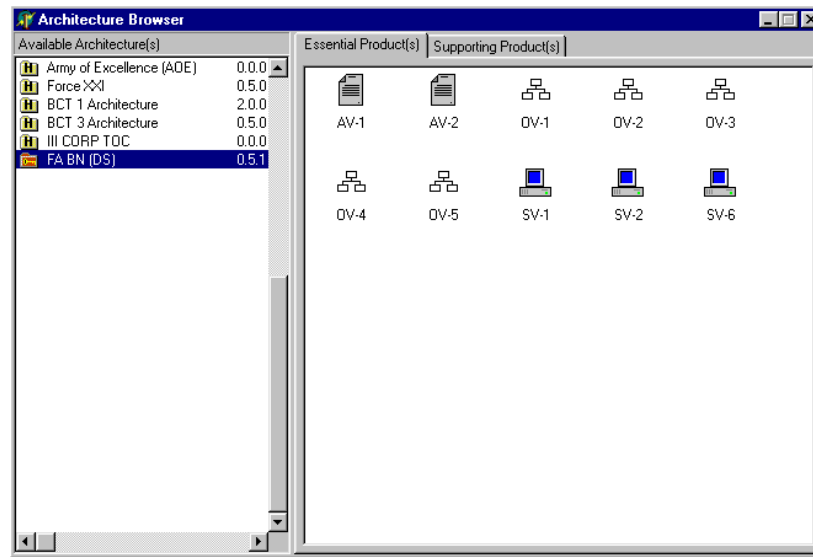 Architecture Browser
Available Architecture(s)
Army of Excellence (AOE) 0.0.0
Force XXI 0.5.0
BCT 1 Architecture 2.0.0
BCT 3 Architecture 0.5.0
III CORP TOC 0.0.0
FA BN (DS) 0.5.1
Essential Product(s) Supporting Product(s)
AV-1 AV-2 OV-1 OV-2 OV-3
OV-4 OV-5 SV-1 SV-2 SV-6